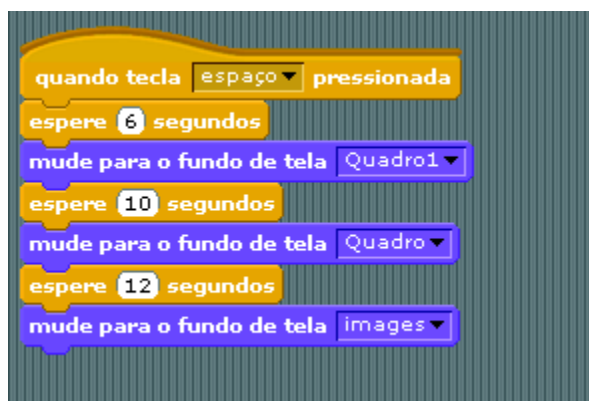 quando tecla espaço pressionada
espere 6 segundos
mude para o fundo de tela Quadro1
espere 10 segundos
mude para o fundo de tela Quadro
espere 12 segundos
mude para o fundo de tela images